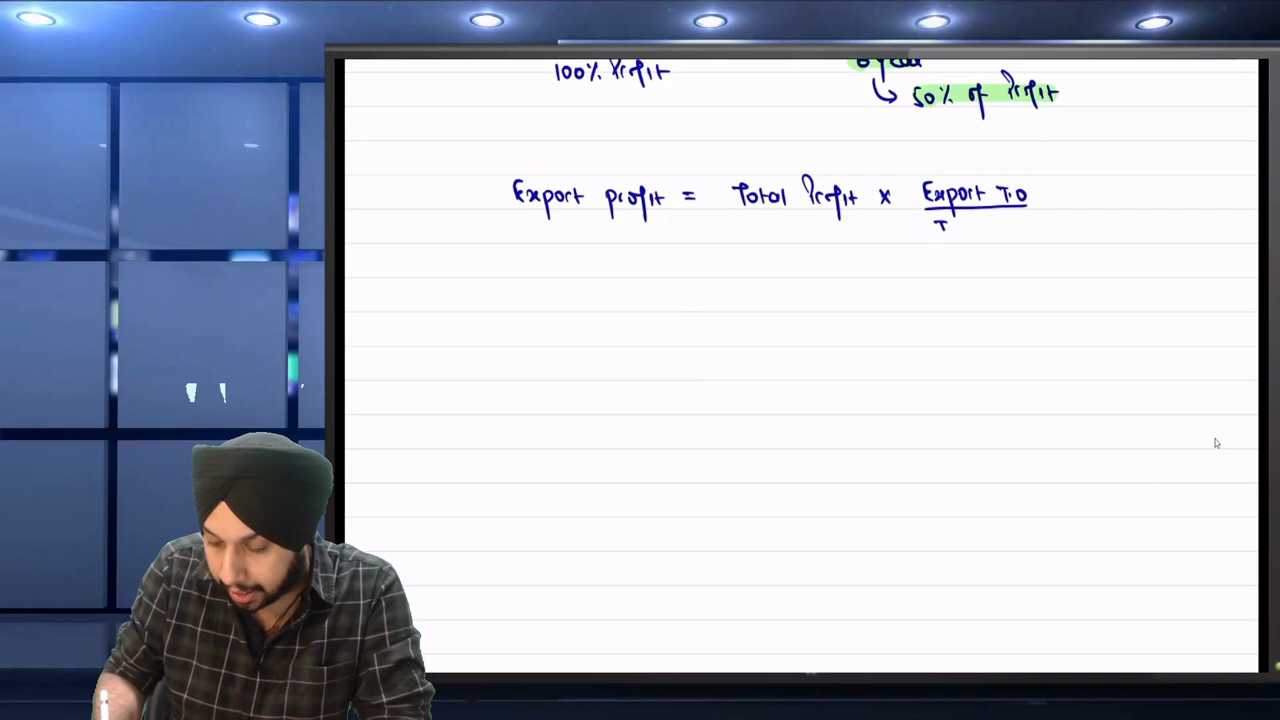 100% Profit
50% of Profit
Export profit = Total Profit × Export T.O
T